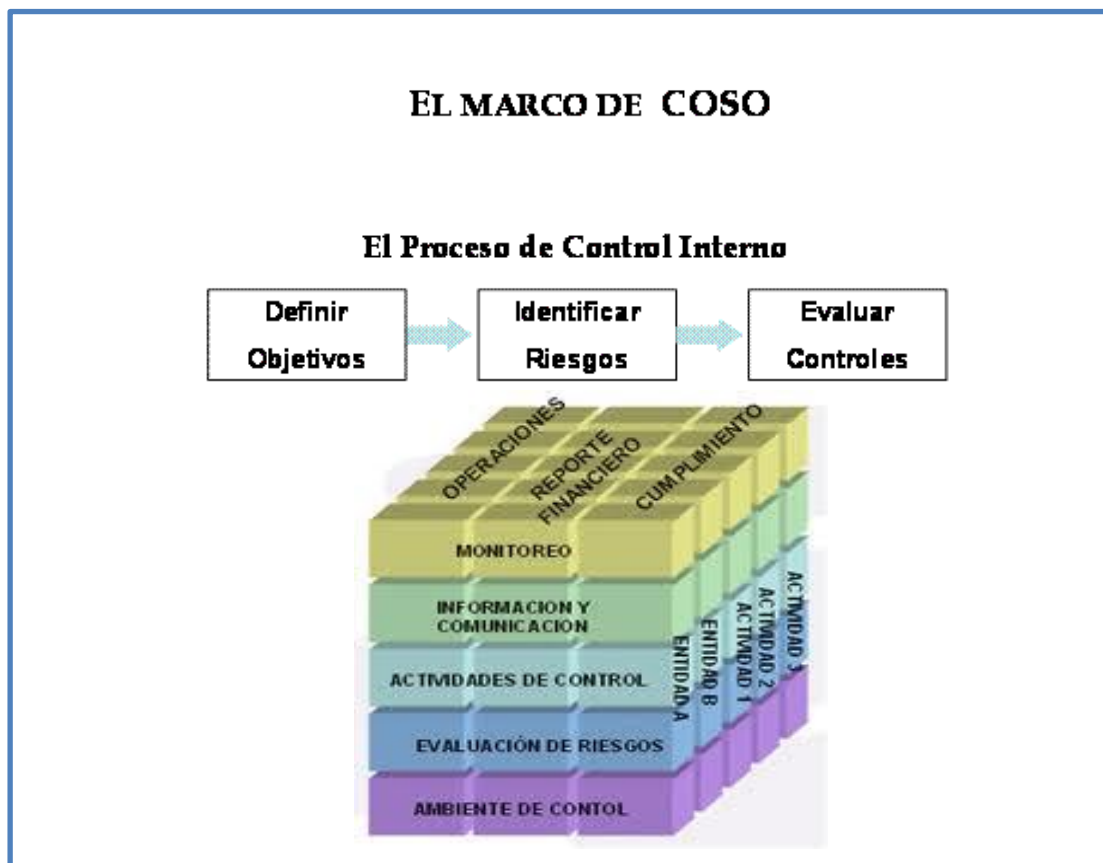 EL MARCO DE COSO
El Proceso de Control Interno
Definir
Objetivos
Identificar
Riesgos
Evaluar
Controles
OPERACIONES
REPORTE
FINANCIERO
CUMPLIMIENTO
MONITOREO
INFORMACION Y
COMUNICACION
ACTIVIDADES DE CONTROL
EVALUACIÓN DE RIESGOS
AMBIENTE DE CONTOL
ENTIDAD A
ENTIDAD B
ACTIVIDAD 1
ACTIVIDAD 2
ACTIVIDAD 3